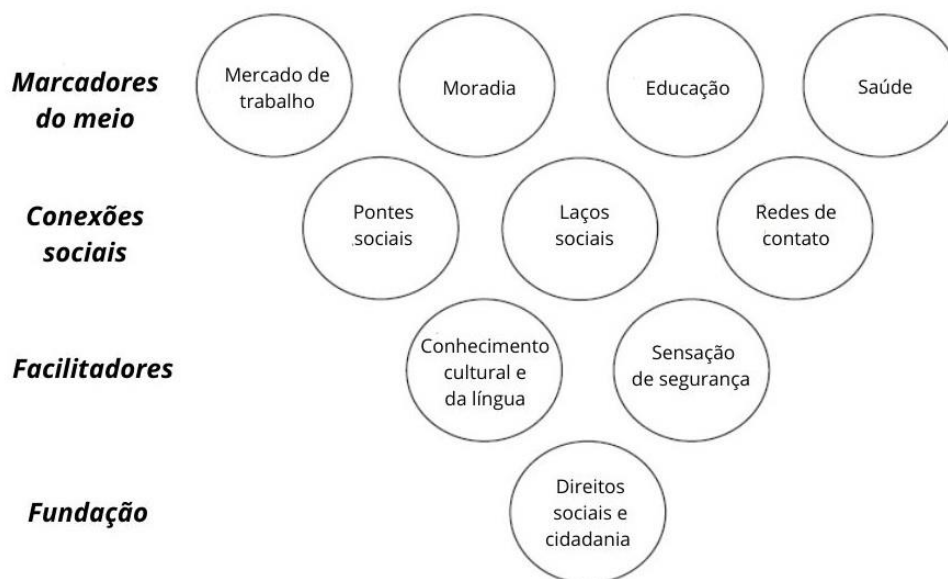 Marcadores
do meio
Mercado de
trabalho
Moradia
Educação
Saúde
Conexões
sociais
Pontes
sociais
Laços
sociais
Redes de
contato
Facilitadores
Conhecimento
cultural e
da língua
Sensação
de segurança
Fundação
Direitos
sociais e
cidadania